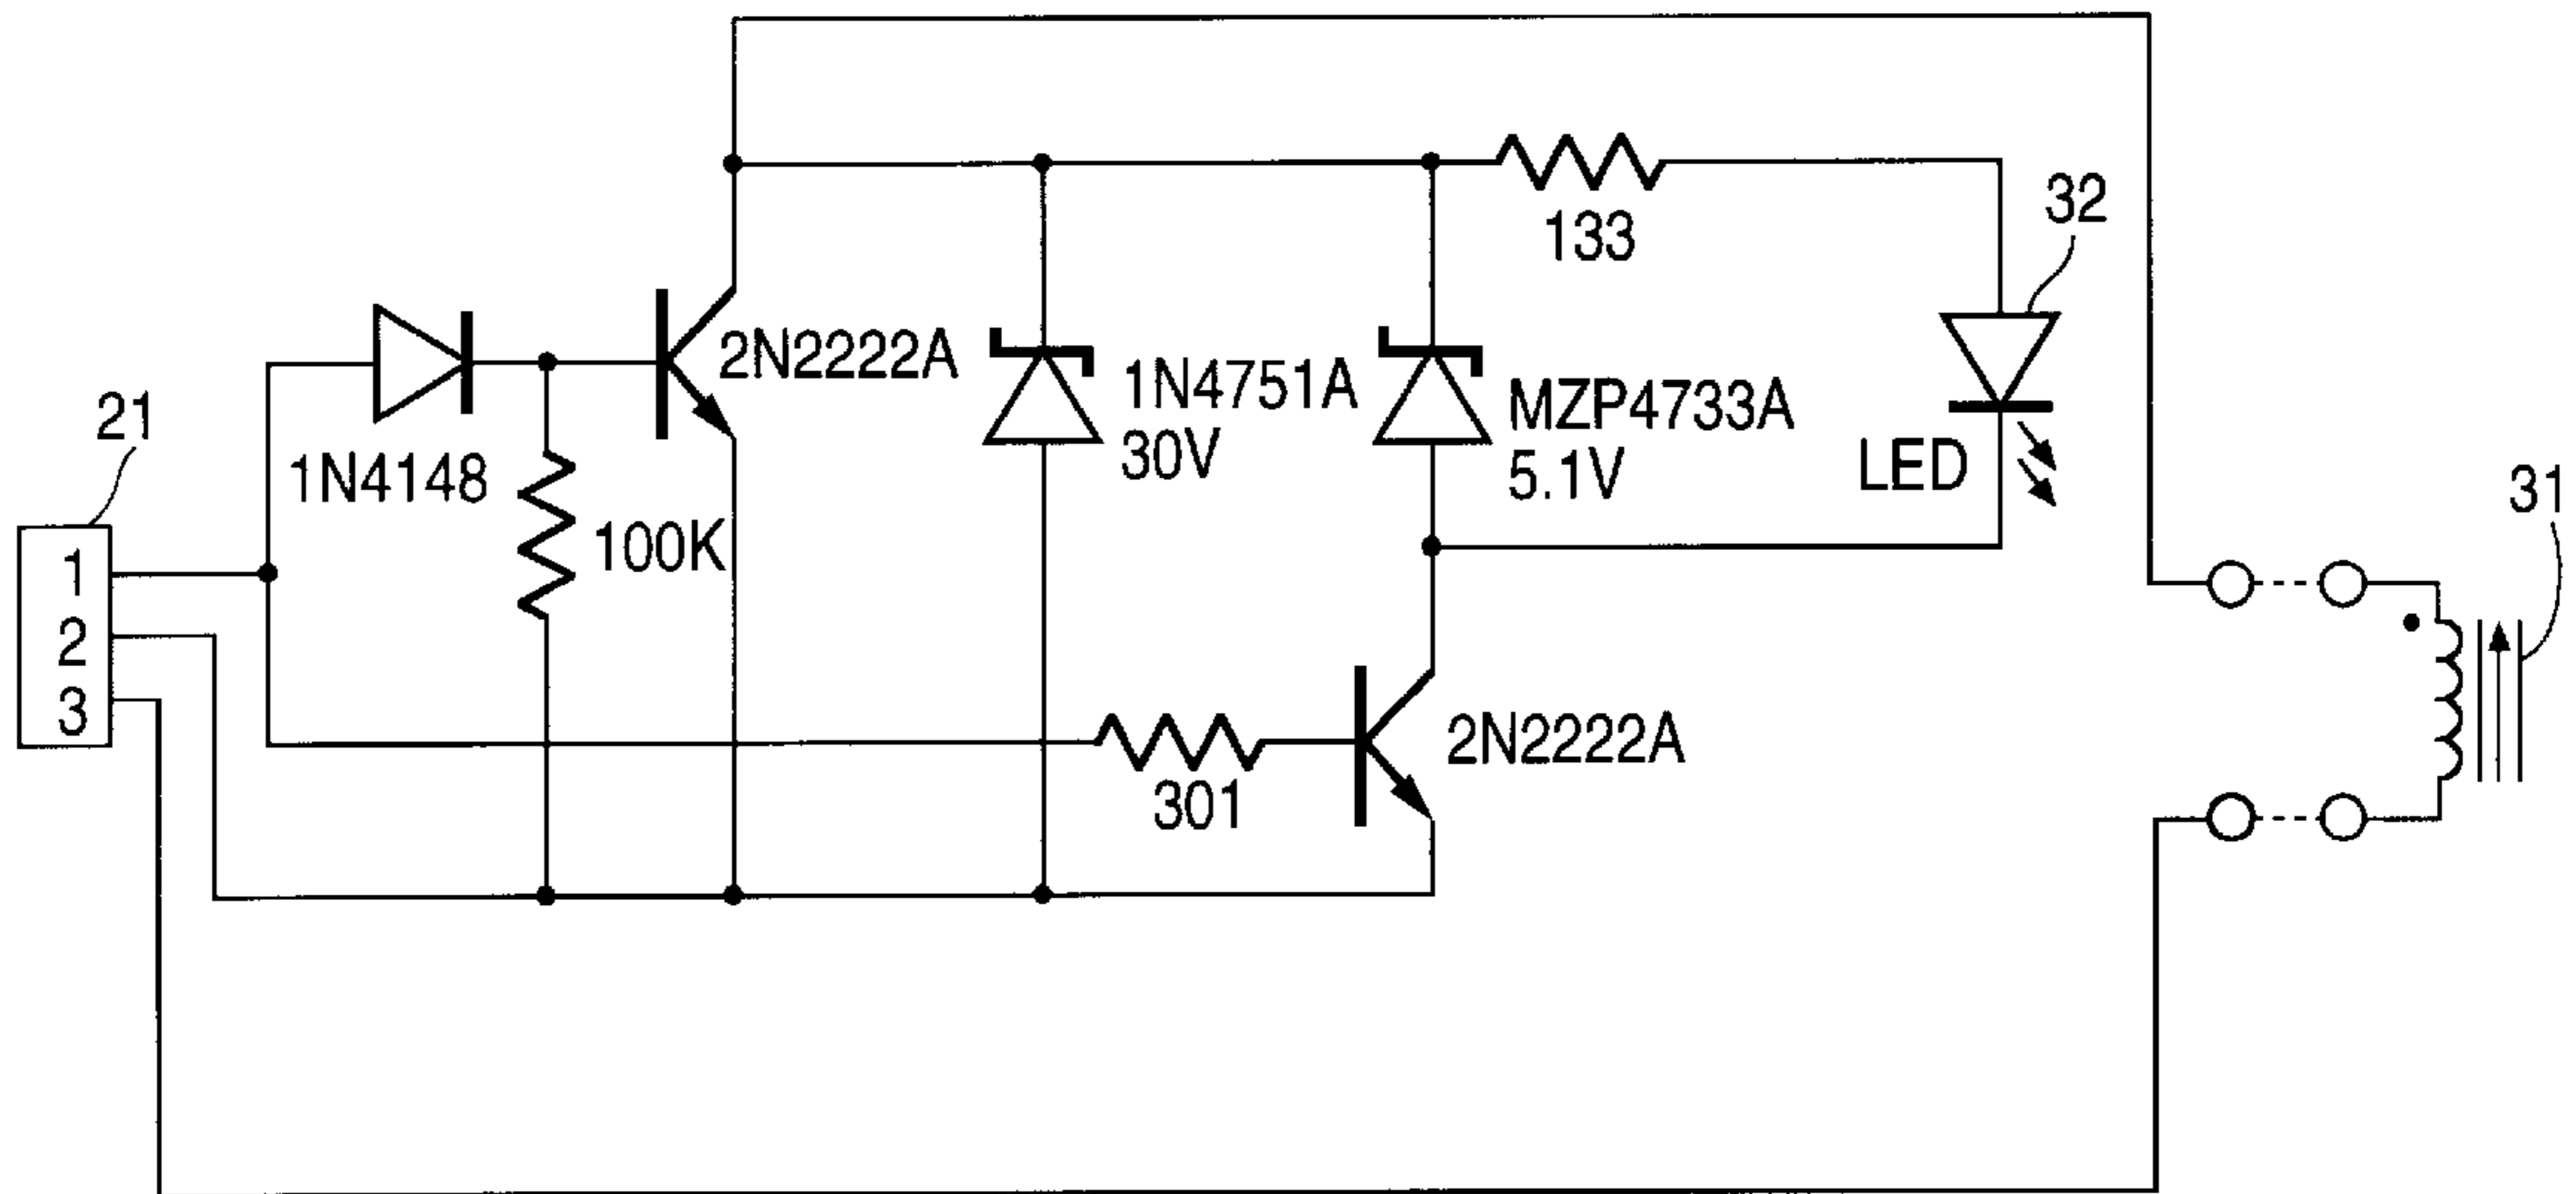 32
133
2N2222A
1N4751A
30V
MZP4733A
5.1V
21
1N4148
LED
31
100K
1
2
3
2N2222A
301